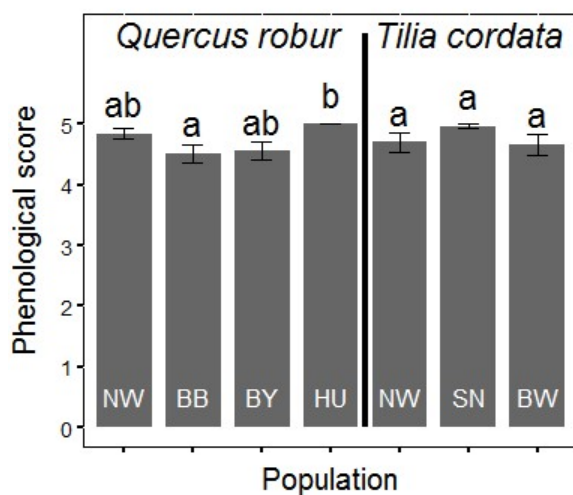 Quercus robur Tilia cordata
ab a ab b a a a
Phenological score
5
4
3
2
1
0
NW BB BY HU NW SN BW
Population